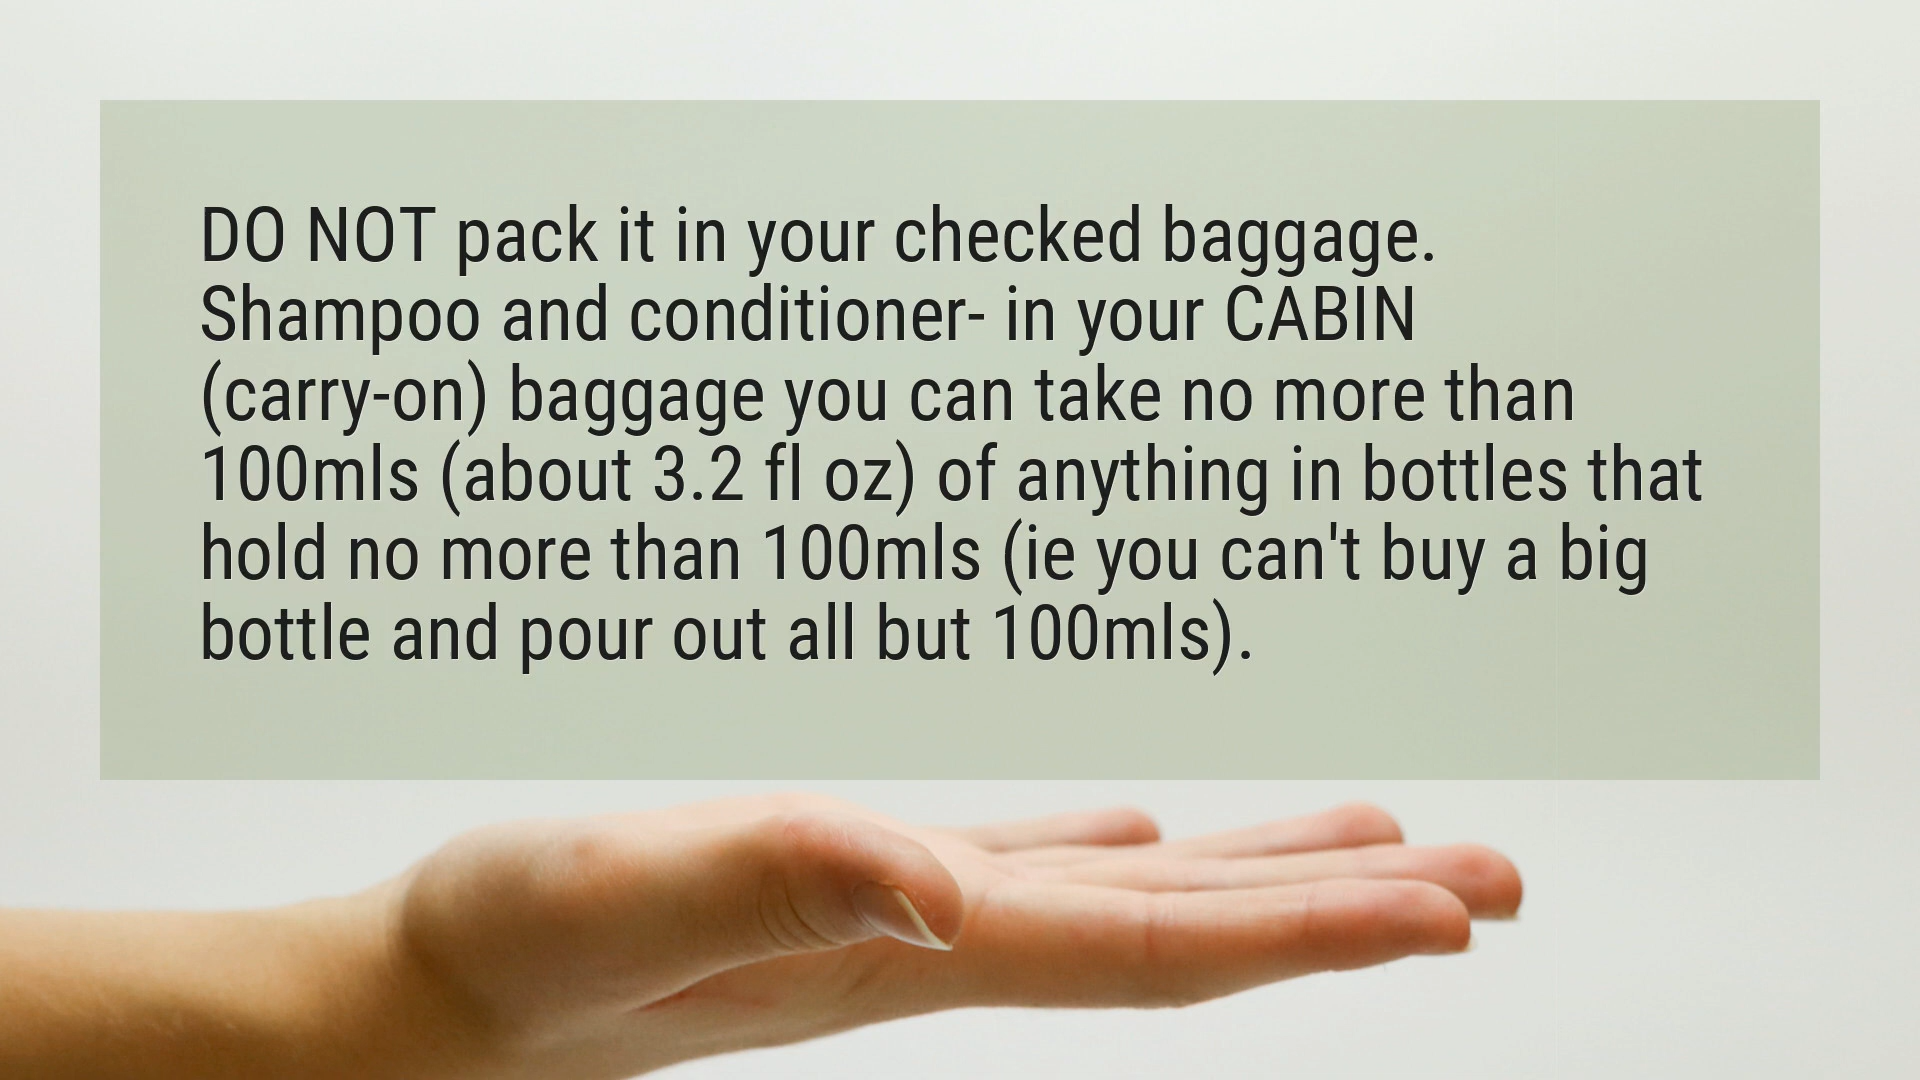 DO NOT pack it in your checked baggage.
Shampoo and conditioner- in your CABIN
(carry-on) baggage you can take no more than
100mls (about 3.2 fl oz) of anything in bottles that
hold no more than 100mls (ie you can't buy a big
bottle and pour out all but 100mls).